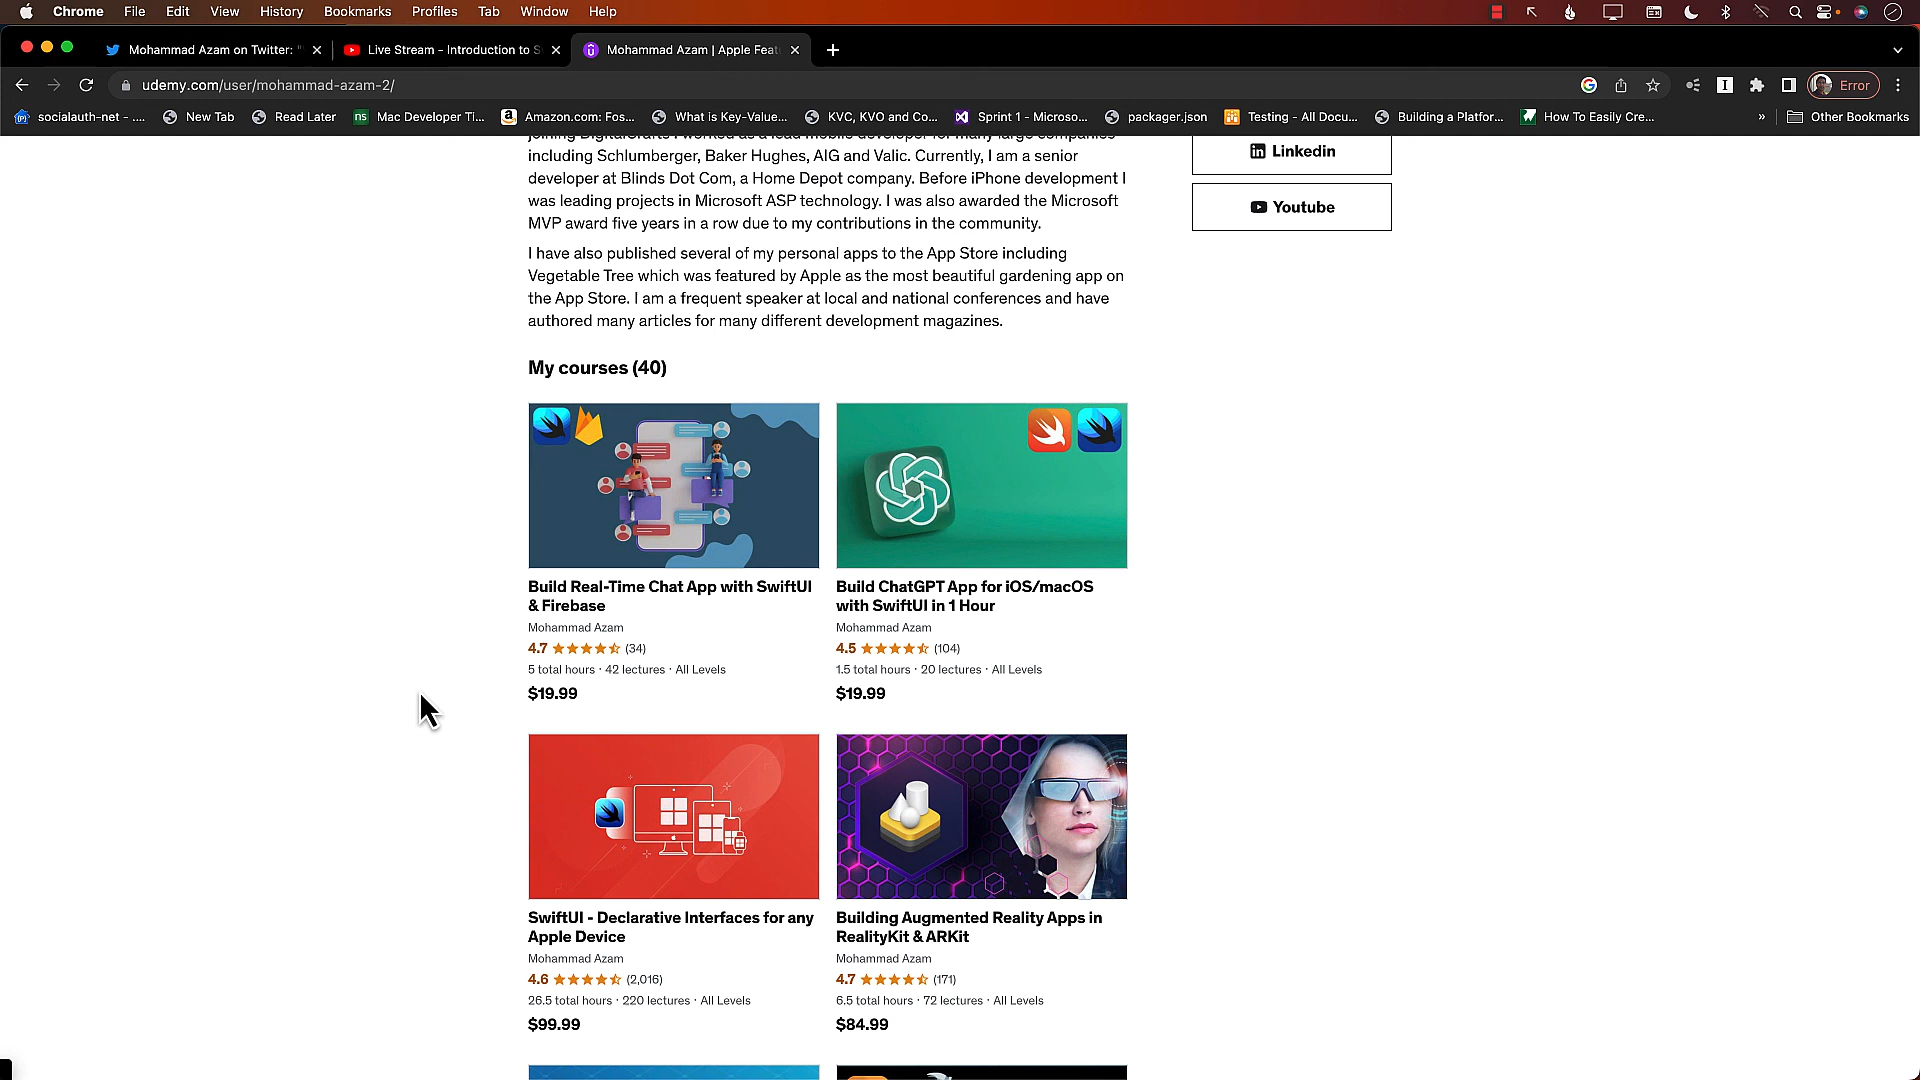 Chrome File Edit View History Bookmarks Profiles Tab Window Help
Mohammad Azam on Twitter: "
Live Stream - Introduction to S
Mohammad Azam | Apple Feat
udemy.com/user/mohammad-azam-2/
Error
socialauth-net - ....
New Tab
Read Later
ns Mac Developer Ti...
Amazon.com: Fos...
What is Key-Value...
KVC, KVO and Co...
Sprint 1 - Microso...
packager.json
Testing - All Docu...
Building a Platfor...
How To Easily Cre...
»
Other Bookmarks
joining DigitalCrafts I worked as a lead mobile developer for many large companies
including Schlumberger, Baker Hughes, AIG and Valic. Currently, I am a senior
developer at Blinds Dot Com, a Home Depot company. Before iPhone development I
was leading projects in Microsoft ASP technology. I was also awarded the Microsoft
MVP award five years in a row due to my contributions in the community.
I have also published several of my personal apps to the App Store including
Vegetable Tree which was featured by Apple as the most beautiful gardening app on
the App Store. I am a frequent speaker at local and national conferences and have
authored many articles for many different development magazines.
Linkedin
Youtube
My courses (40)
Build Real-Time Chat App with SwiftUI
& Firebase
Mohammad Azam
4.7 (34)
5 total hours · 42 lectures · All Levels
$19.99
Build ChatGPT App for iOS/macOS
with SwiftUI in 1 Hour
Mohammad Azam
4.5 (104)
1.5 total hours · 20 lectures · All Levels
$19.99
SwiftUI - Declarative Interfaces for any
Apple Device
Mohammad Azam
4.6 (2,016)
26.5 total hours · 220 lectures · All Levels
$99.99
Building Augmented Reality Apps in
RealityKit & ARKit
Mohammad Azam
4.7 (171)
6.5 total hours · 72 lectures · All Levels
$84.99